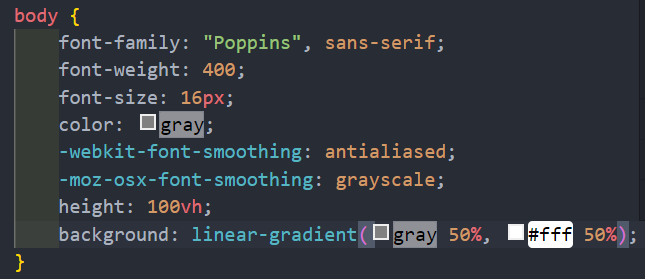 body {
font-family: "Poppins", sans-serif;
font-weight: 400;
font-size: 16px;
color: gray;
-webkit-font-smoothing: antialiased;
-moz-osx-font-smoothing: grayscale;
height: 100vh;
background: linear-gradient(gray 50%, #fff 50%);
}